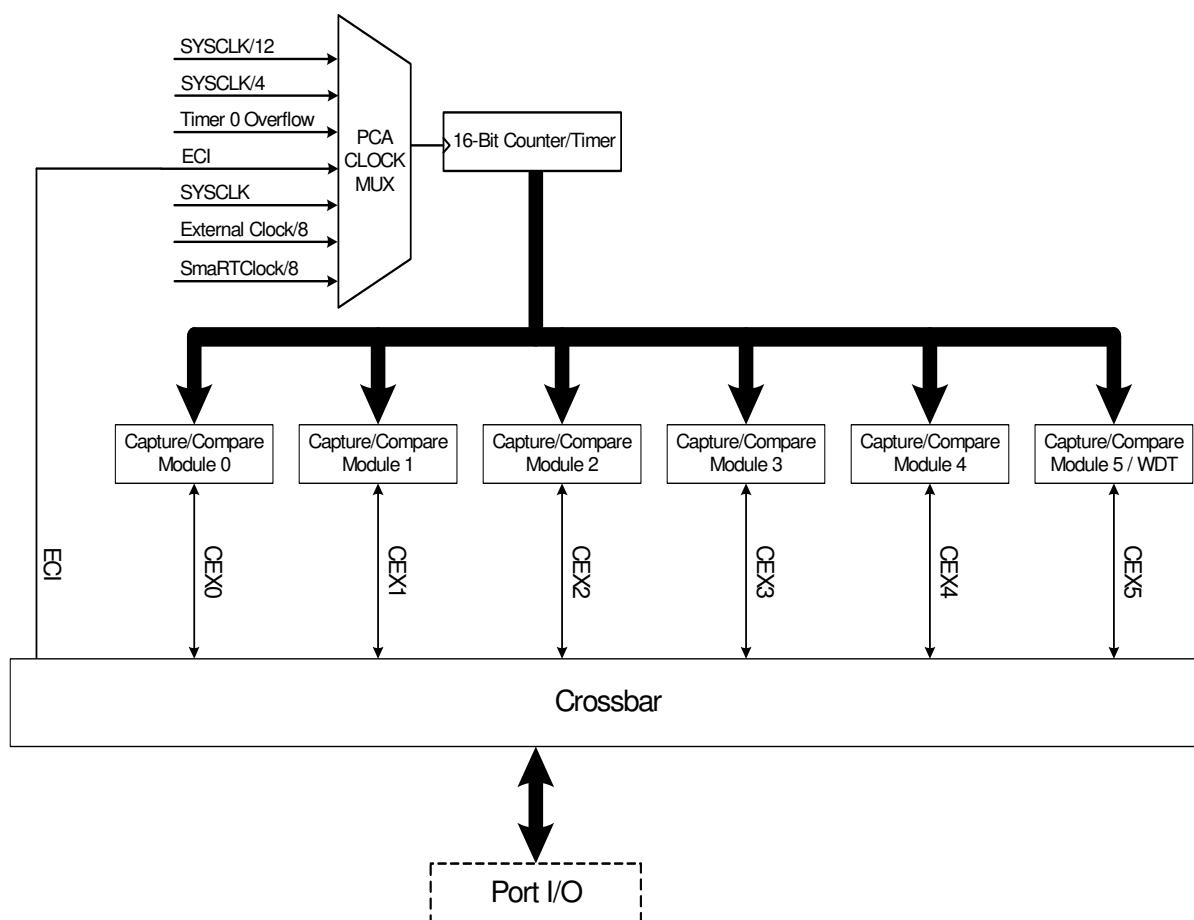 SYSCLK/12
SYSCLK/4
Timer 0 Overflow
ECI
SYSCLK
External Clock/8
SmaRTClock/8
PCA
CLOCK
MUX
16-Bit Counter/Timer
Capture/Compare
Module 0
Capture/Compare
Module 1
Capture/Compare
Module 2
Capture/Compare
Module 3
Capture/Compare
Module 4
Capture/Compare
Module 5 / WDT
ECI
CEX0
CEX1
CEX2
CEX3
CEX4
CEX5
Crossbar
Port I/O